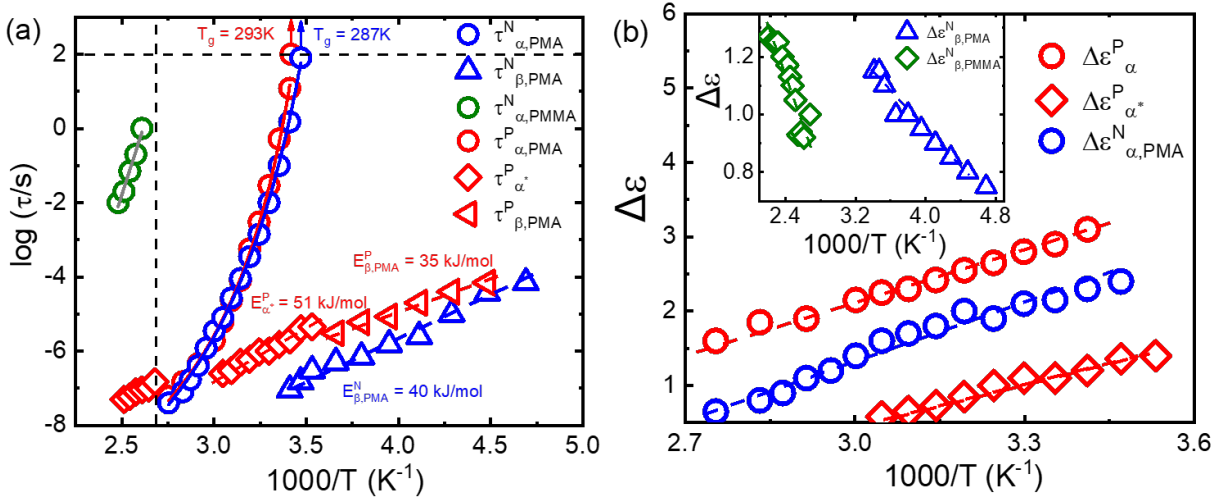 (a)
T_g = 293K
T_g = 287K
τ^N_α,PMA
τ^N_β,PMA
τ^N_α,PMMA
τ^P_α,PMA
τ^P_α*
τ^P_β,PMA
E^P_β,PMA = 35 kJ/mol
E^P_α* = 51 kJ/mol
E^N_β,PMA = 40 kJ/mol
log (τ/s)
2
0
-2
-4
-6
-8
2.5 3.0 3.5 4.0 4.5 5.0
1000/T (K⁻¹)
(b)
Δε
6
5
4
3
2
1
2.7 3.0 3.3 3.6
1000/T (K⁻¹)
Δε^P_α
Δε^P_α*
Δε^N_α,PMA
Δε^N_β,PMA
Δε^N_β,PMMA
Δε
1.2
1.0
0.8
2.4 3.2 4.0 4.8
1000/T (K⁻¹)